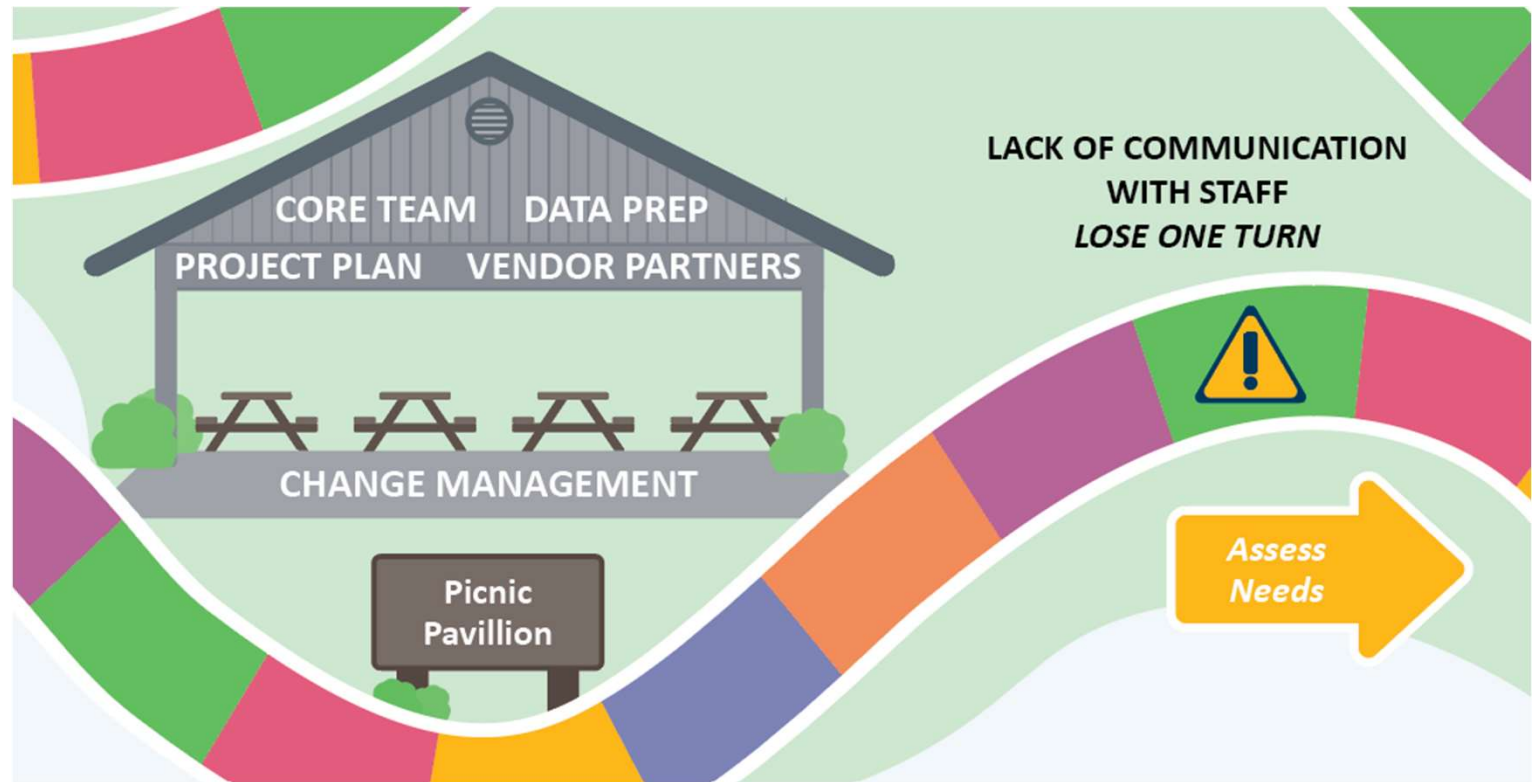 CORE TEAM DATA PREP
PROJECT PLAN VENDOR PARTNERS
CHANGE MANAGEMENT
Picnic
Pavillion
LACK OF COMMUNICATION
WITH STAFF
LOSE ONE TURN
Assess
Needs